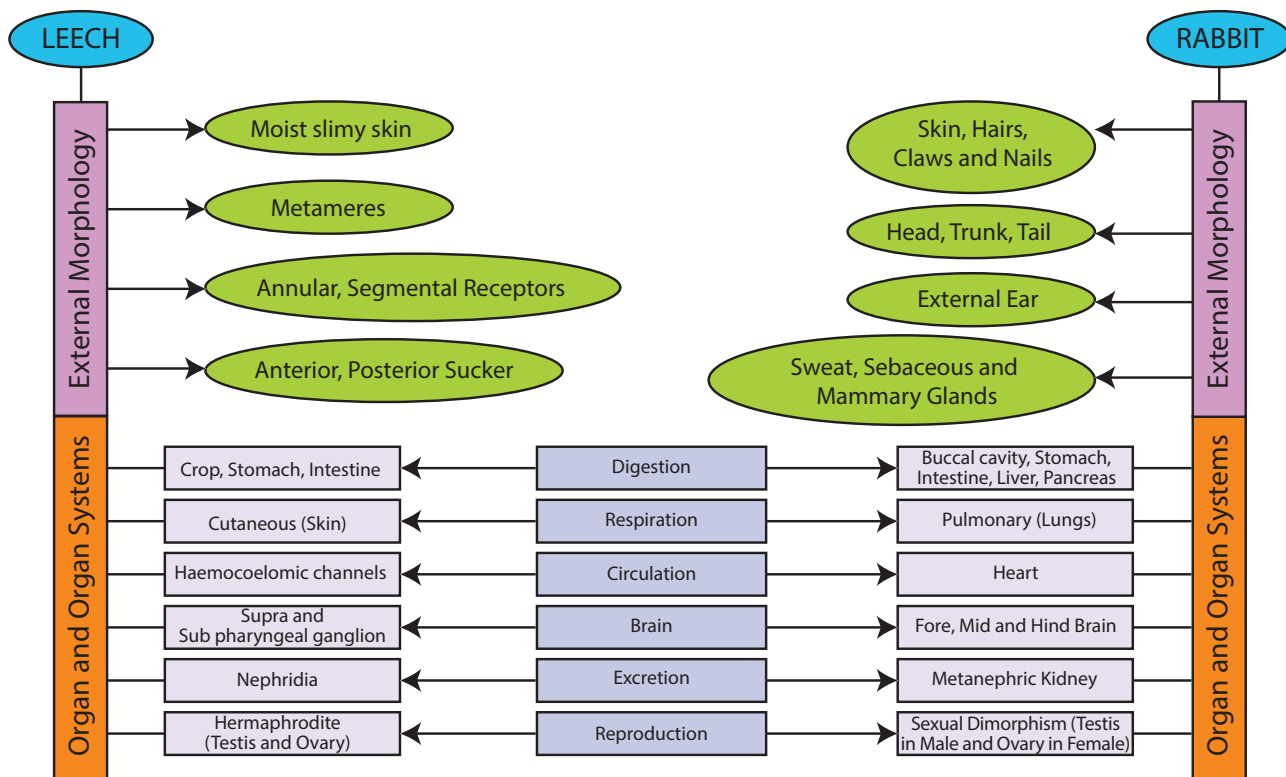 LEECH
RABBIT
External Morphology
Moist slimy skin
Metameres
Annular, Segmental Receptors
Anterior, Posterior Sucker
External Morphology
Skin, Hairs,
Claws and Nails
Head, Trunk, Tail
External Ear
Sweat, Sebaceous and
Mammary Glands
Organ and Organ Systems
Organ and Organ Systems
Crop, Stomach, Intestine
Digestion
Buccal cavity, Stomach,
Intestine, Liver, Pancreas
Cutaneous (Skin)
Respiration
Pulmonary (Lungs)
Haemocoelomic channels
Circulation
Heart
Supra and
Sub pharyngeal ganglion
Brain
Fore, Mid and Hind Brain
Nephridia
Excretion
Metanephric Kidney
Hermaphrodite
(Testis and Ovary)
Reproduction
Sexual Dimorphism (Testis
in Male and Ovary in Female)